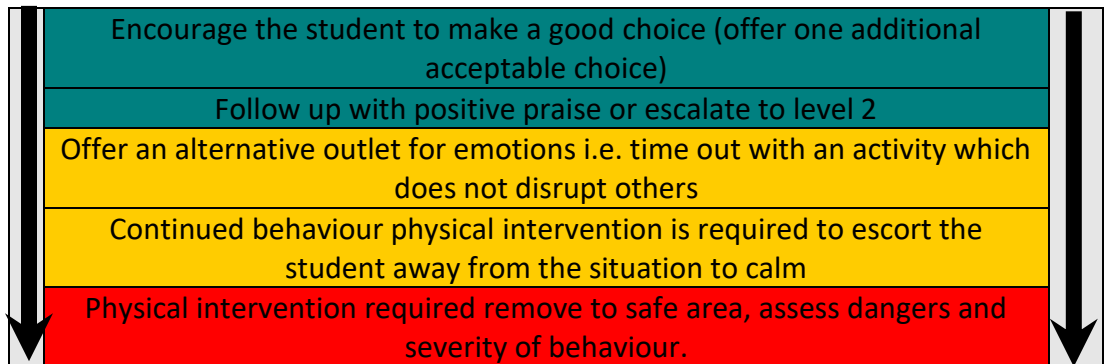 Encourage the student to make a good choice (offer one additional
acceptable choice)
Follow up with positive praise or escalate to level 2
Offer an alternative outlet for emotions i.e. time out with an activity which
does not disrupt others
Continued behaviour physical intervention is required to escort the
student away from the situation to calm
Physical intervention required remove to safe area, assess dangers and
severity of behaviour.